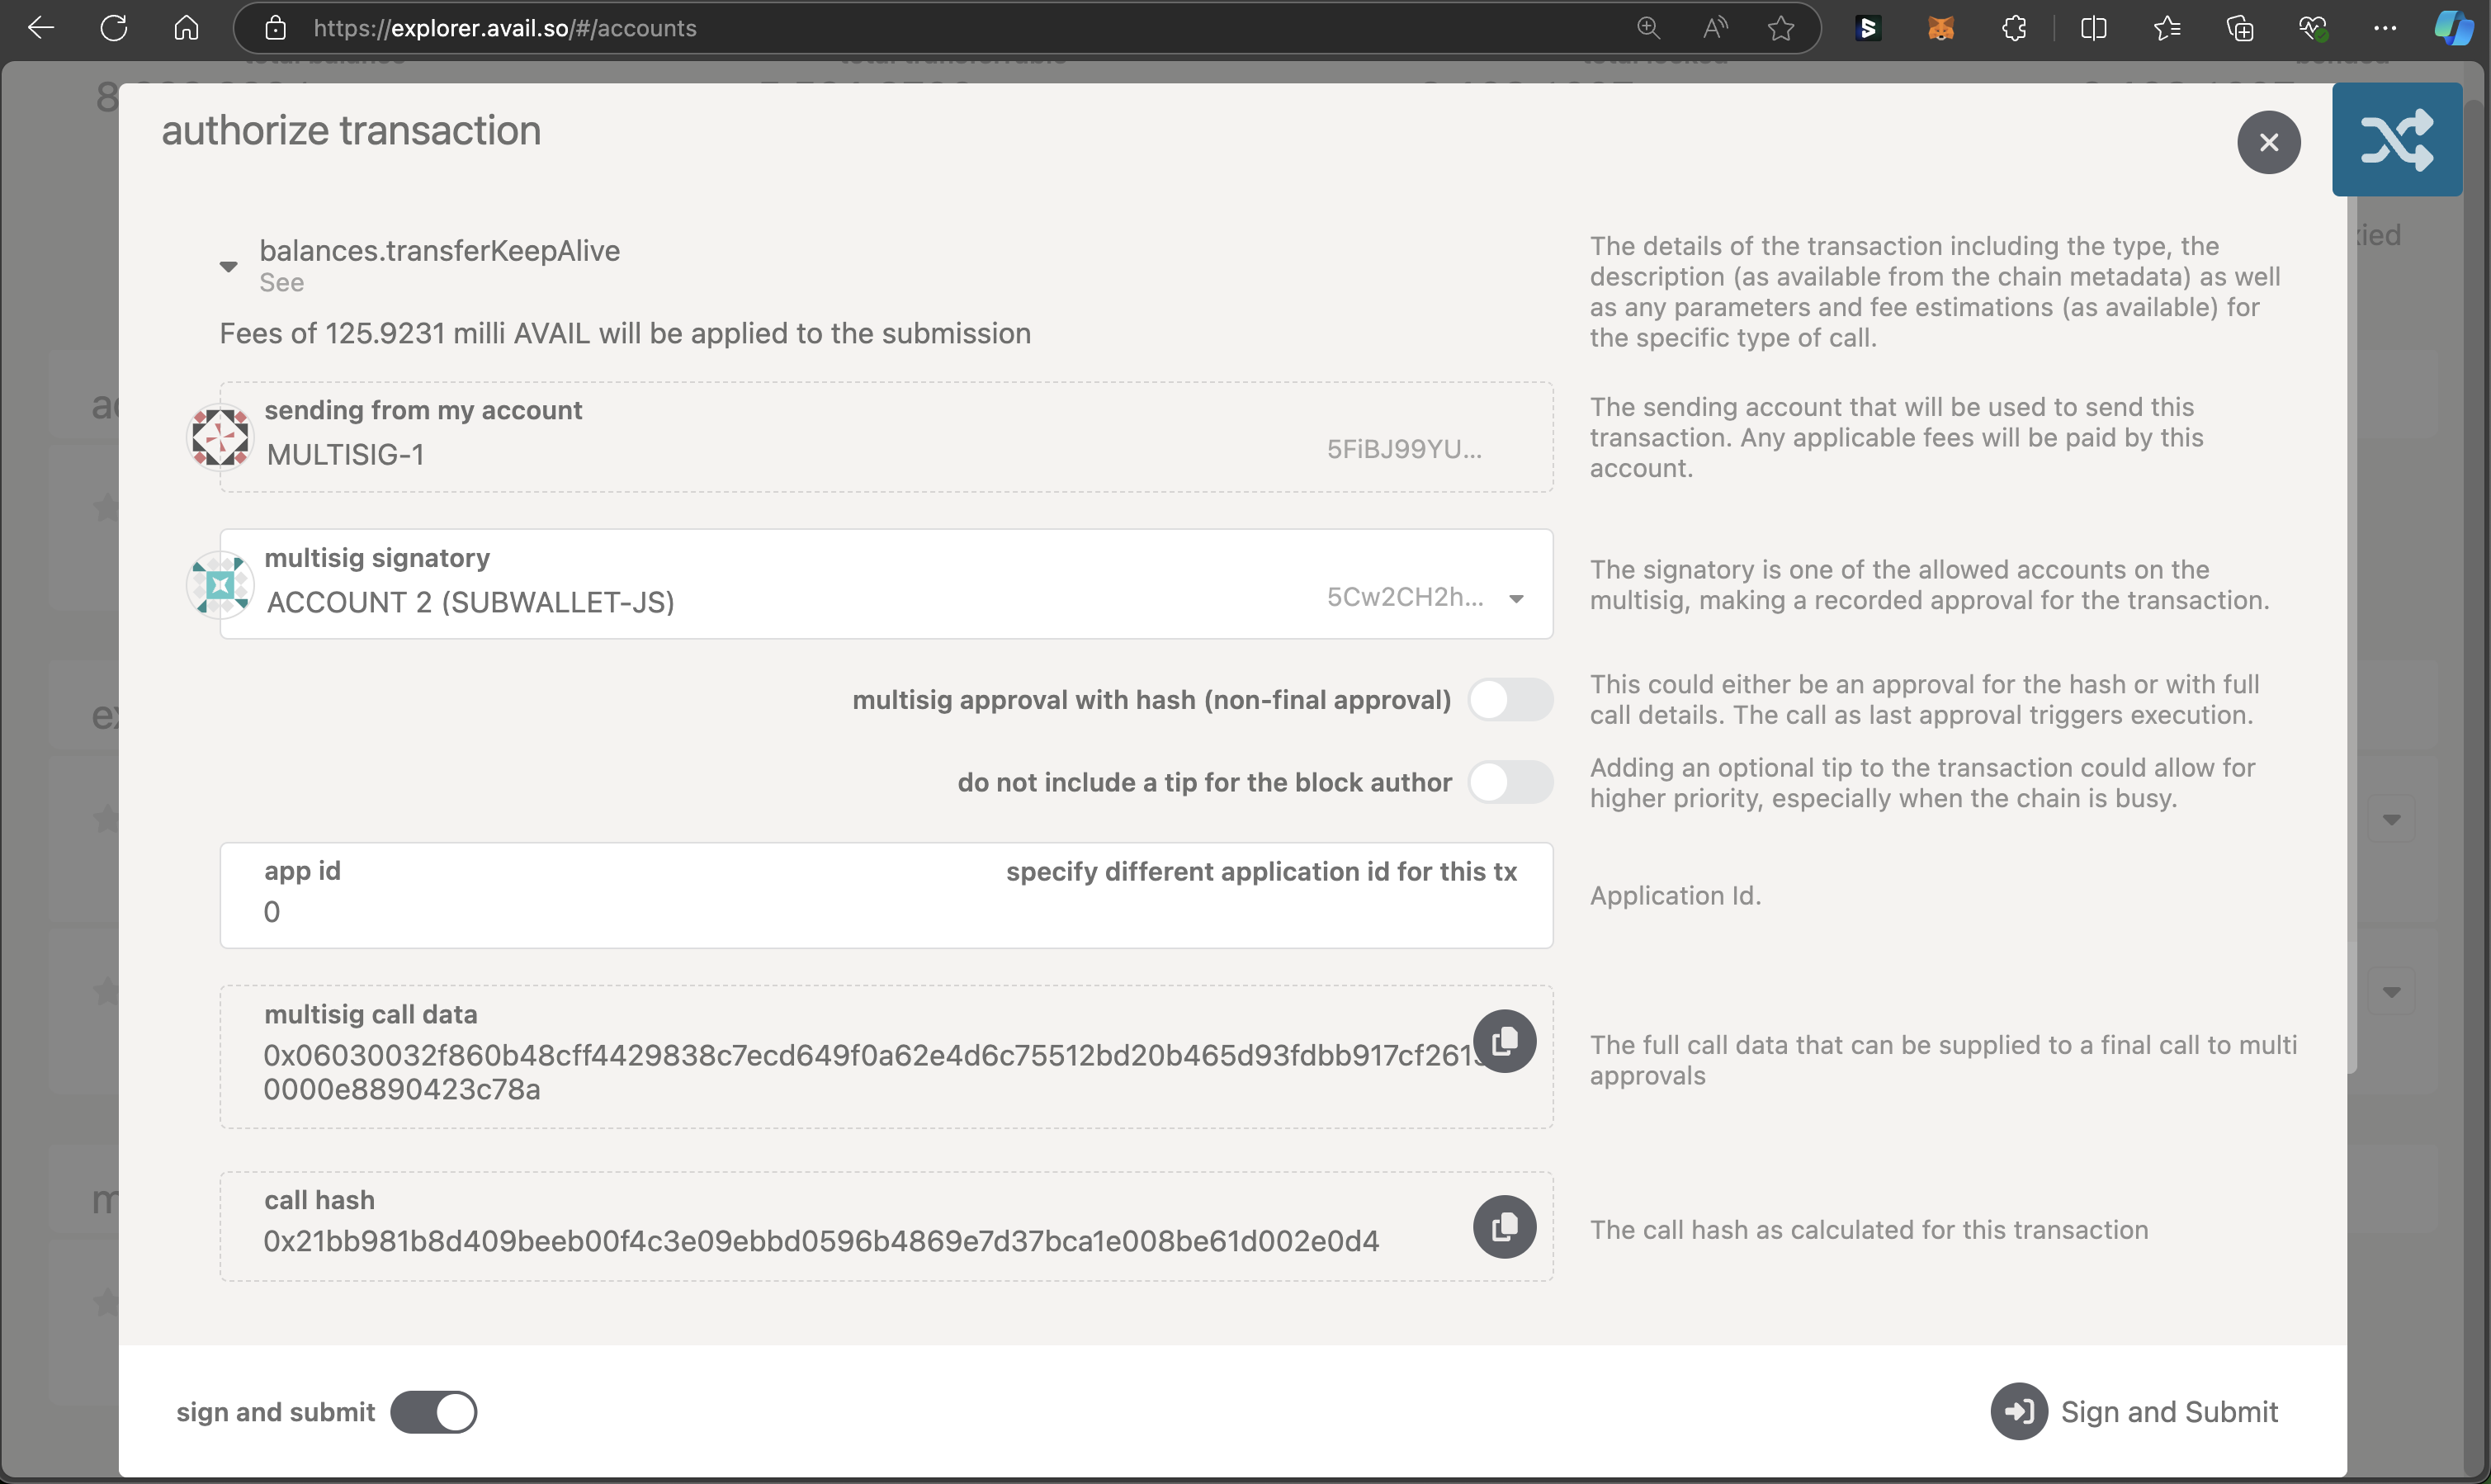 https://explorer.avail.so/#/accounts
authorize transaction
balances.transferKeepAlive
See
Fees of 125.9231 milli AVAIL will be applied to the submission
The details of the transaction including the type, the
description (as available from the chain metadata) as well
as any parameters and fee estimations (as available) for
the specific type of call.
sending from my account
MULTISIG-1
5FiBJ99YU...
The sending account that will be used to send this
transaction. Any applicable fees will be paid by this
account.
multisig signatory
ACCOUNT 2 (SUBWALLET-JS)
5Cw2CH2h...
The signatory is one of the allowed accounts on the
multisig, making a recorded approval for the transaction.
multisig approval with hash (non-final approval)
This could either be an approval for the hash or with full
call details. The call as last approval triggers execution.
do not include a tip for the block author
Adding an optional tip to the transaction could allow for
higher priority, especially when the chain is busy.
app id
specify different application id for this tx
0
Application Id.
multisig call data
0x06030032f860b48cff4429838c7ecd649f0a62e4d6c75512bd20b465d93fdbb917cf261
0000e8890423c78a
The full call data that can be supplied to a final call to multi
approvals
call hash
0x21bb981b8d409beeb00f4c3e09ebbd0596b4869e7d37bca1e008be61d002e0d4
The call hash as calculated for this transaction
sign and submit
Sign and Submit